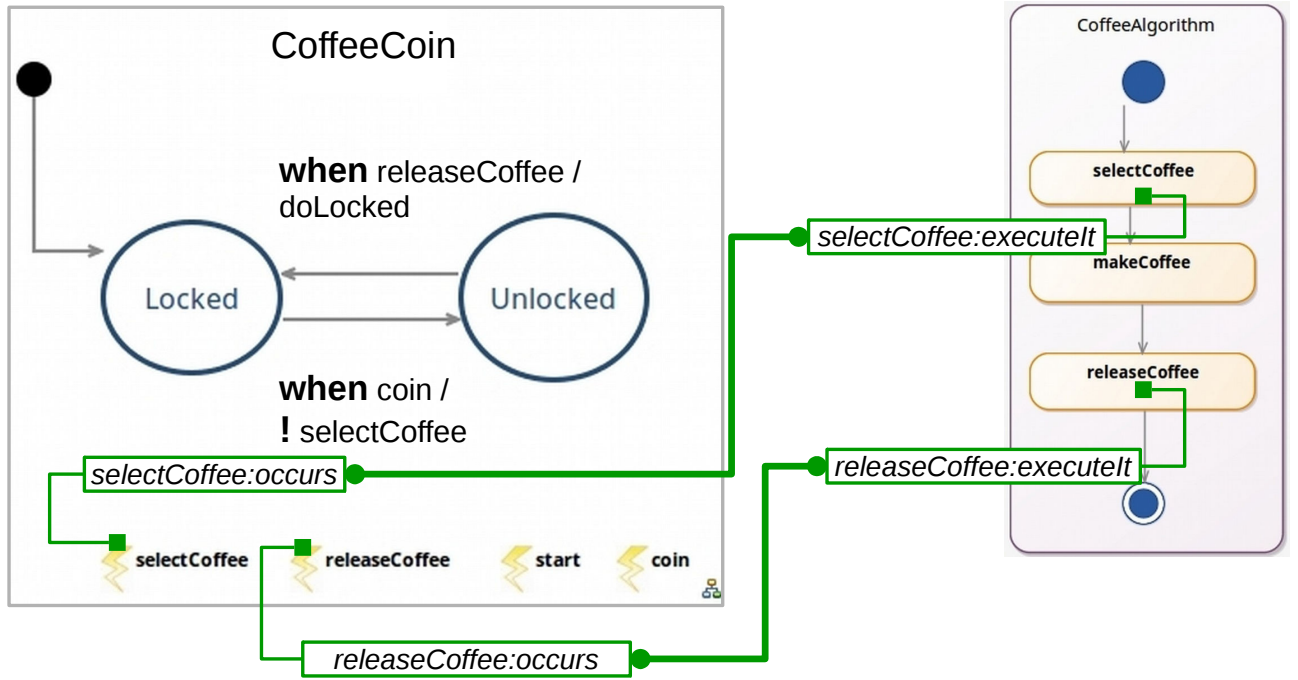 CoffeeCoin
when releaseCoffee /
doLocked
Locked
Unlocked
when coin /
! selectCoffee
selectCoffee:occurs
selectCoffee
releaseCoffee
start
coin
releaseCoffee:occurs
CoffeeAlgorithm
selectCoffee
selectCoffee:executeIt
makeCoffee
releaseCoffee
releaseCoffee:executeIt